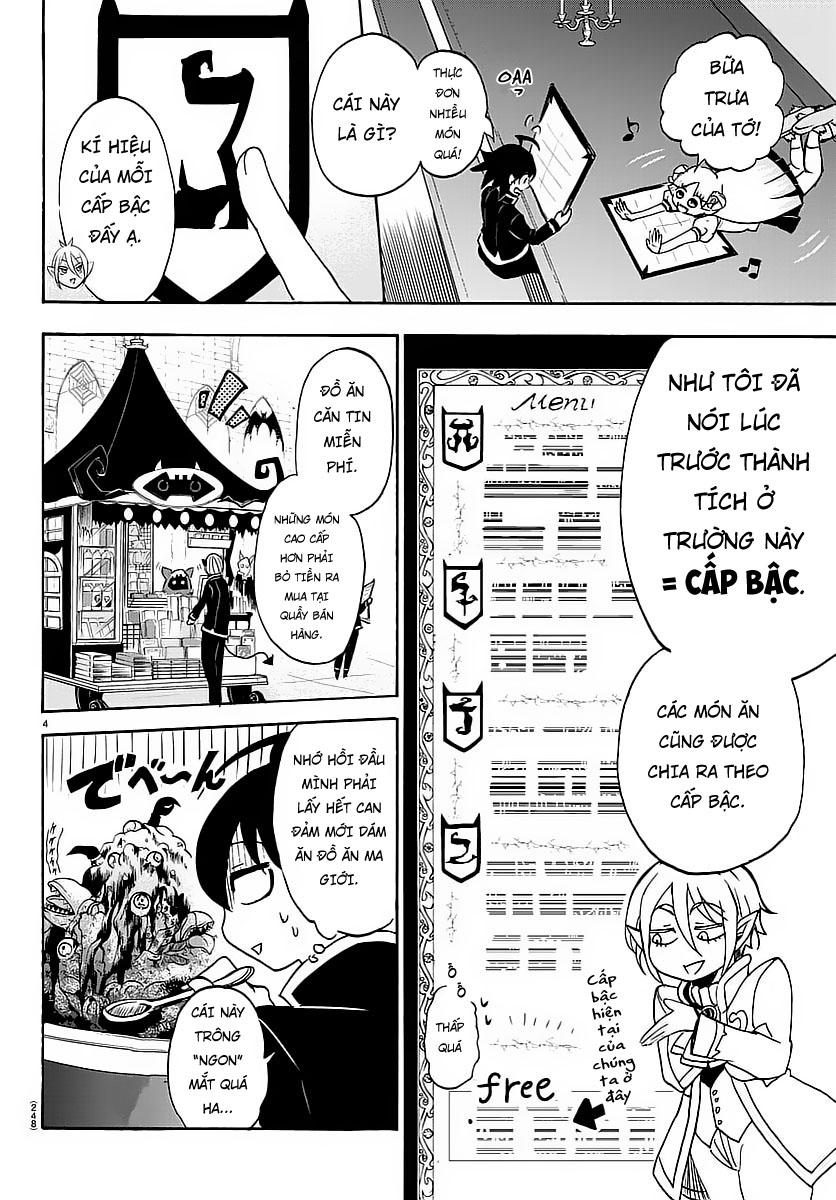 BỮA
TRƯA
CỦA TỚ!
OAA
THỰC
ĐƠN
NHIỀU
MÓN
QUÁ!
CÁI NÀY
LÀ GÌ?
KÍ HIỆU
CỦA MỖI
CẤP BẬC
ĐẤY Ạ.
NHƯ TÔI ĐÃ
NÓI LÚC
TRƯỚC THÀNH
TÍCH Ở
TRƯỜNG NÀY
= CẤP BẬC.
Menu
CÁC MÓN ĂN
CŨNG ĐƯỢC
CHIA RA THEO
CẤP BẬC.
Cấp
bậc
hiện
tại
của
chúng
ta ở
đây
Ồ
Ồ
THẤP
QUÁ
free
ĐỒ ĂN
CĂN TIN
MIỄN
PHÍ.
NHỮNG MÓN
CAO CẤP
HƠN PHẢI
BỎ TIỀN RA
MUA TẠI
QUẦY BÁN
HÀNG.
4
NHỚ HỒI ĐẦU
MÌNH PHẢI
LẤY HẾT CAN
ĐẢM MỚI DÁM
ĂN ĐỒ ĂN MA
GIỚI.
でべ〜ん
CÁI NÀY
TRÔNG
"NGON"
MẮT QUÁ
HA...
(248)